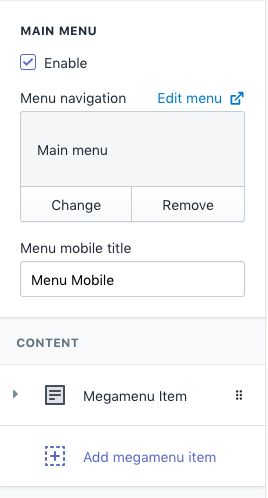 MAIN MENU
Enable
Menu navigation Edit menu
Main menu
Change Remove
Menu mobile title
Menu Mobile
CONTENT
Megamenu Item
Add megamenu item